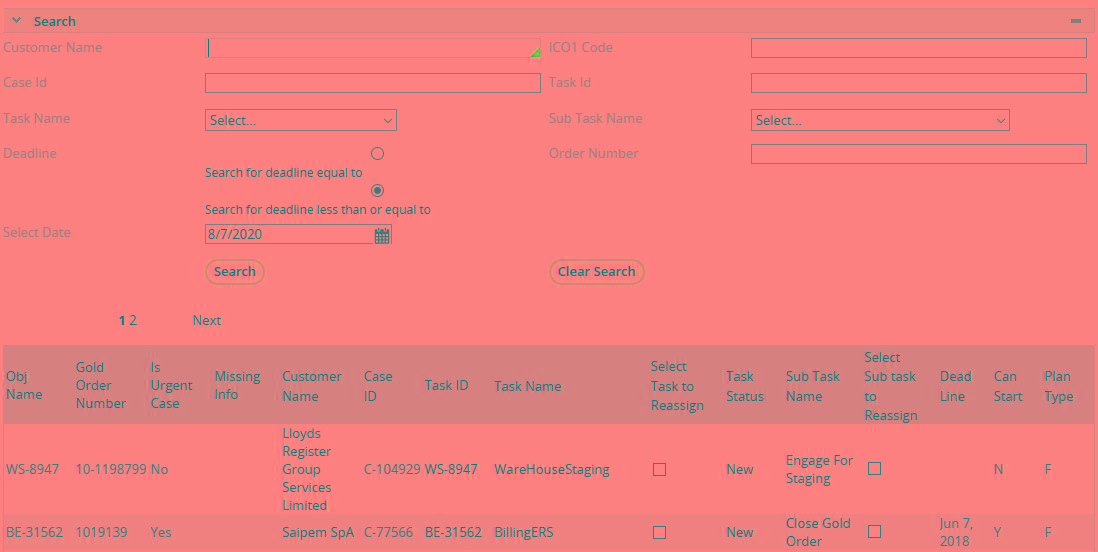 Search
Customer Name ICO1 Code
Case Id Task Id
Task Name Select... Sub Task Name Select...
Deadline Order Number
Search for deadline equal to
Search for deadline less than or equal to
Select Date 8/7/2020
Search Clear Search
1 2 Next
Obj Name Gold Order Number Is Urgent Case Missing Info Customer Name Case ID Task ID Task Name Select Task to Reassign Task Status Sub Task Name Select Sub task to Reassign Dead Line Can Start Plan Type
WS-8947 10-1198799 No Lloyds Register Group Services Limited C-104929 WS-8947 WareHouseStaging New Engage For Staging N F
BE-31562 1019139 Yes Saipem SpA C-77566 BE-31562 BillingERS New Close Gold Order Jun 7, 2018 Y F